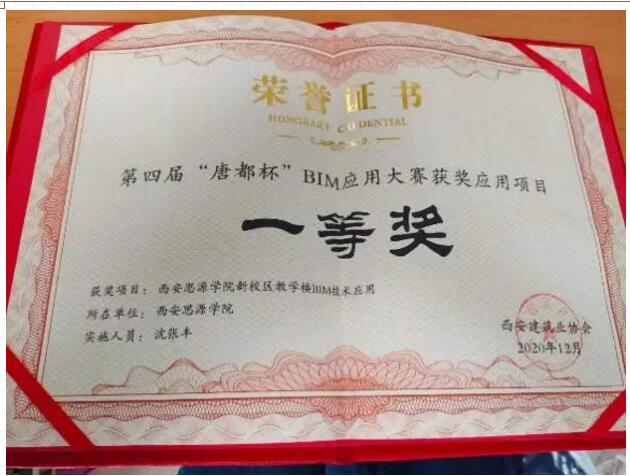 荣誉证书
HONORARY CREDENTIAL
第四届“唐都杯”BIM应用大赛获奖应用项目
一等奖
获奖项目：西安思源学院新校区教学楼BIM技术应用
所在单位：西安思源学院
实施人员：沈张丰
西安建筑业协会
2020年12月